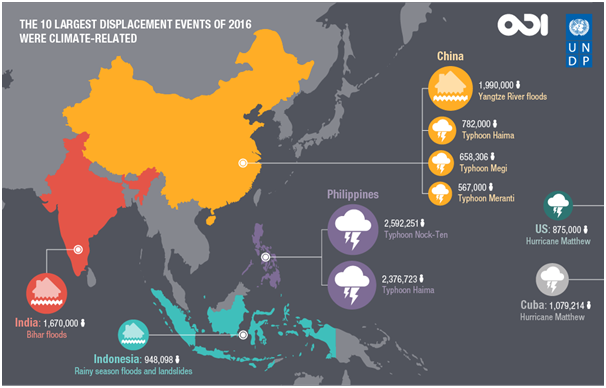 THE 10 LARGEST DISPLACEMENT EVENTS OF 2016
WERE CLIMATE-RELATED
ODI
U N
D P
China
1,990,000
Yangtze River floods
782,000
Typhoon Haima
658,306
Typhoon Megi
567,000
Typhoon Meranti
Philippines
2,592,251
Typhoon Nock-Ten
2,376,723
Typhoon Haima
US: 875,000
Hurricane Matthew
Cuba: 1,079,214
Hurricane Matthew
India: 1,670,000
Bihar floods
Indonesia: 948,098
Rainy season floods and landslides